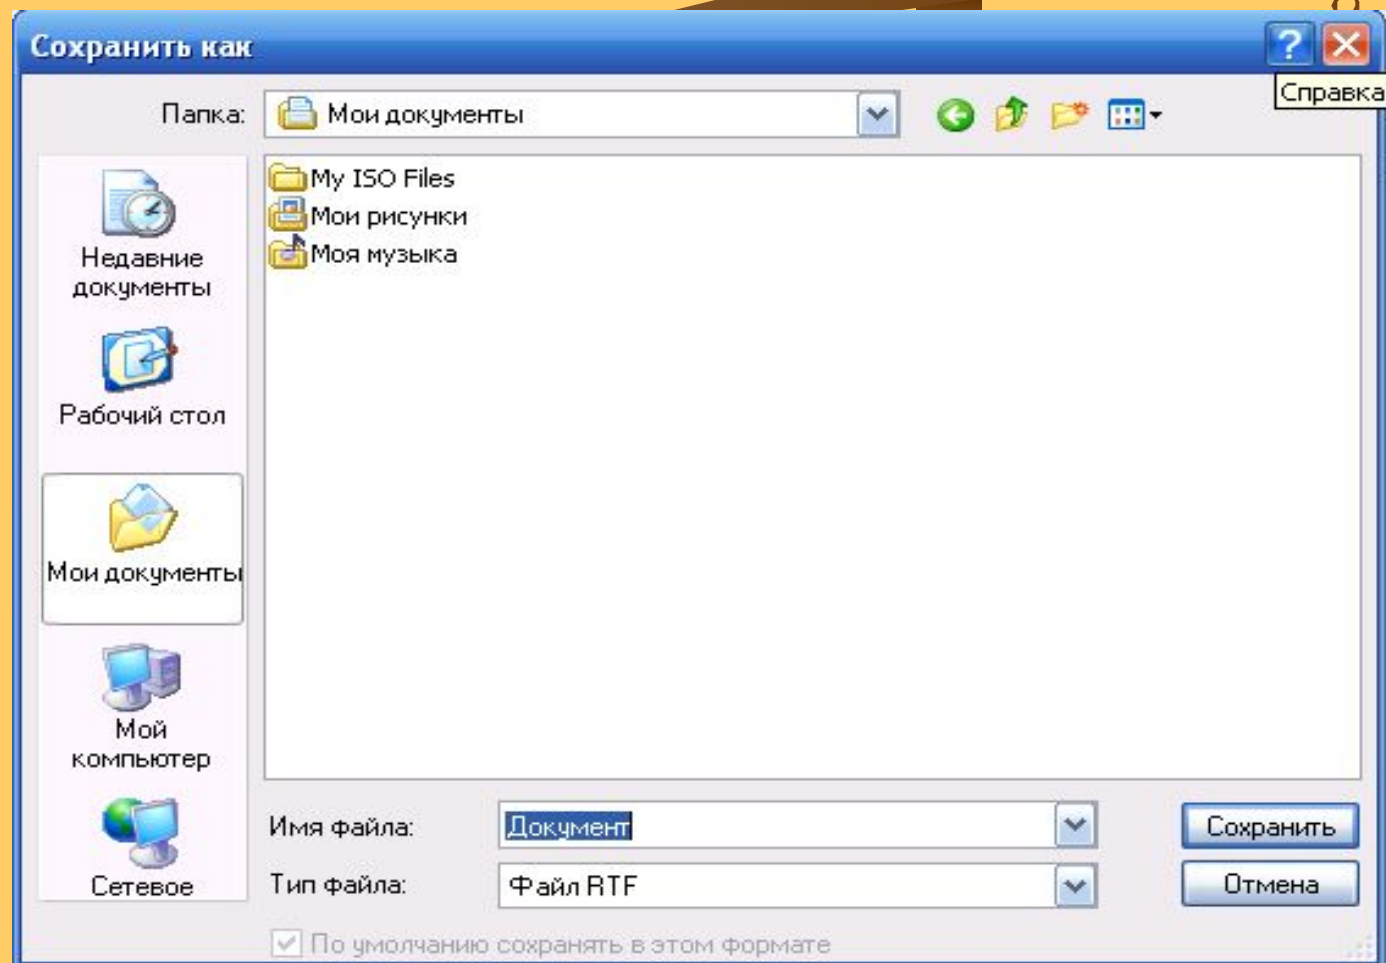 Сохранить как
?
Справка
Папка:
Мои документы
My ISO Files
Мои рисунки
Моя музыка
Недавние
документы
Рабочий стол
Мои документы
Мой
компьютер
Сетевое
Имя файла:
Документ
Сохранить
Тип файла:
Файл RTF
Отмена
По умолчанию сохранять в этом формате